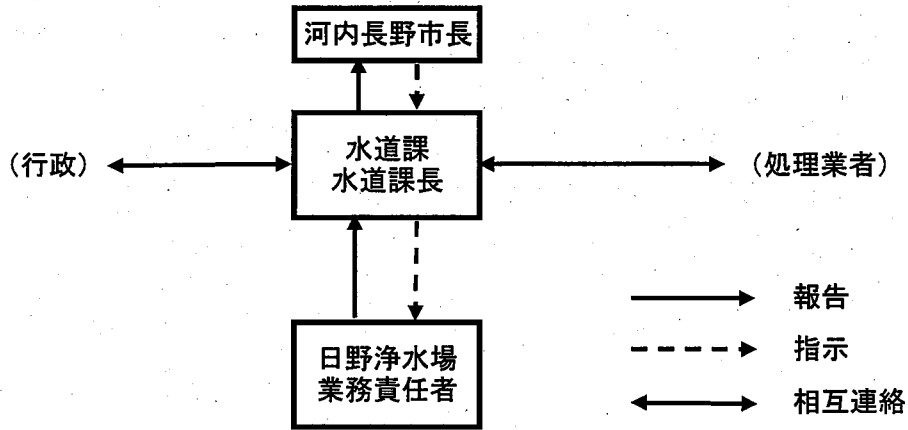 河内長野市長
水道課
水道課長
（行政）
（処理業者）
日野浄水場
業務責任者
報告
指示
相互連絡